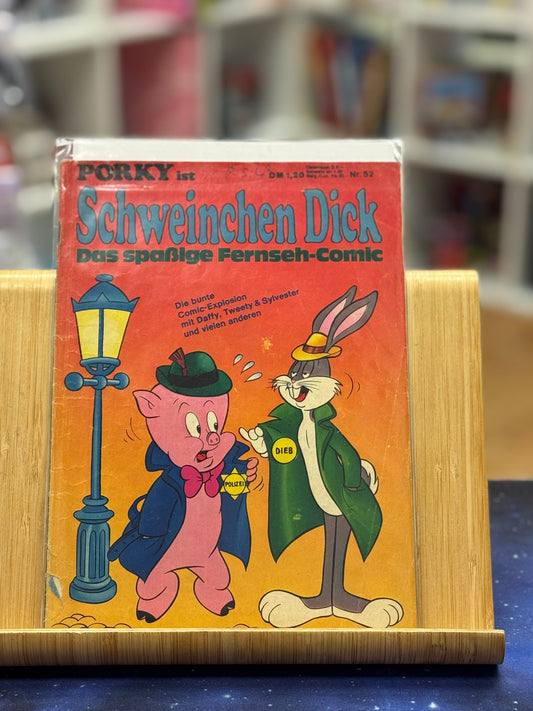 PORKY ist
DM 1,20
Nr. 52
Schweinchen Dick
Das spaßige Fernseh-Comic
Die bunte
Comic-Explosion
mit Daffy, Tweety & Sylvester
und vielen anderen
DIEB
POLIZEI